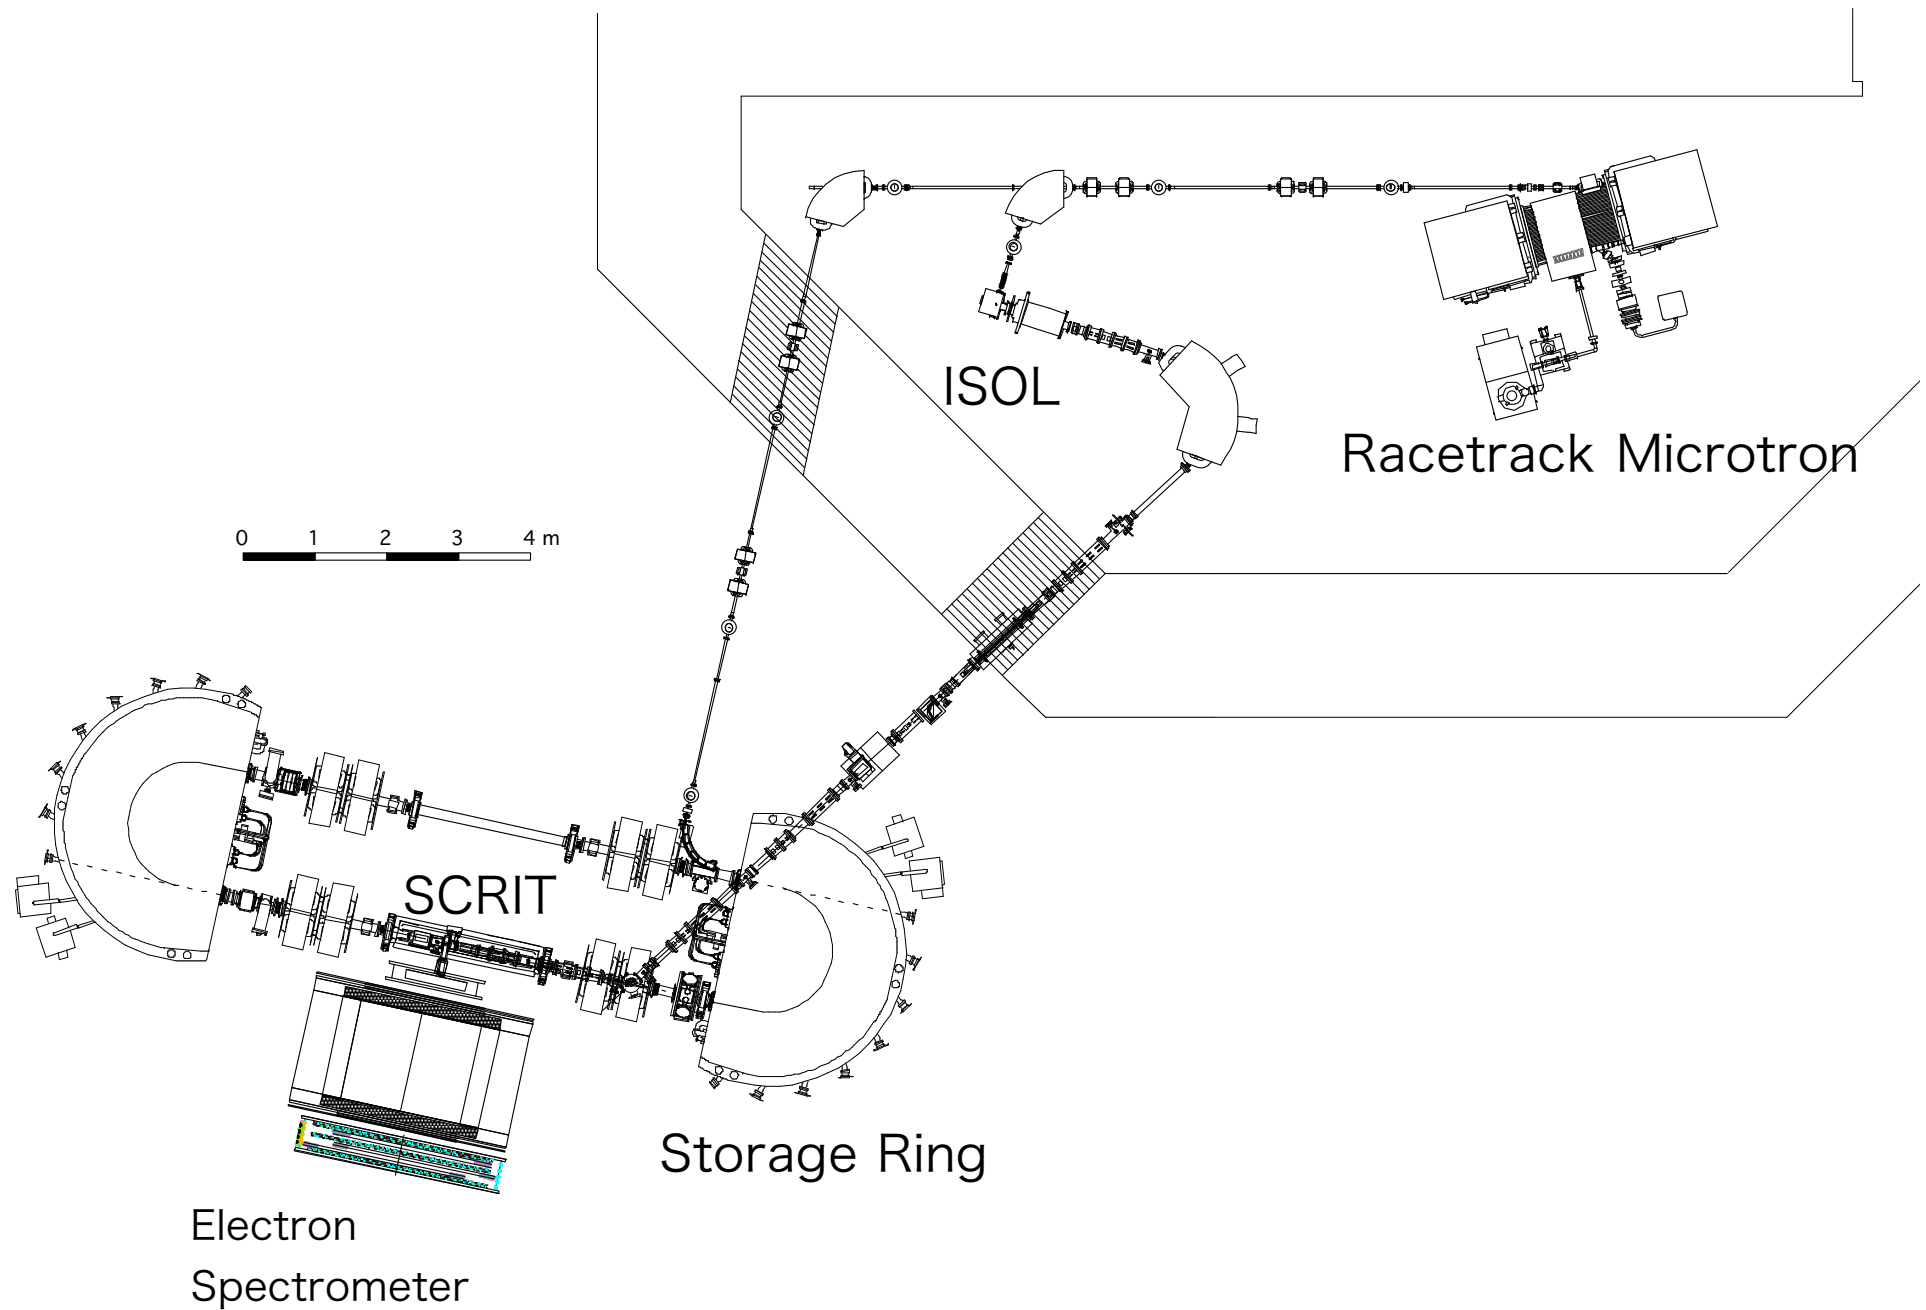 ISOL
Racetrack Microtron
0 1 2 3 4 m
SCRIT
Storage Ring
Electron
Spectrometer